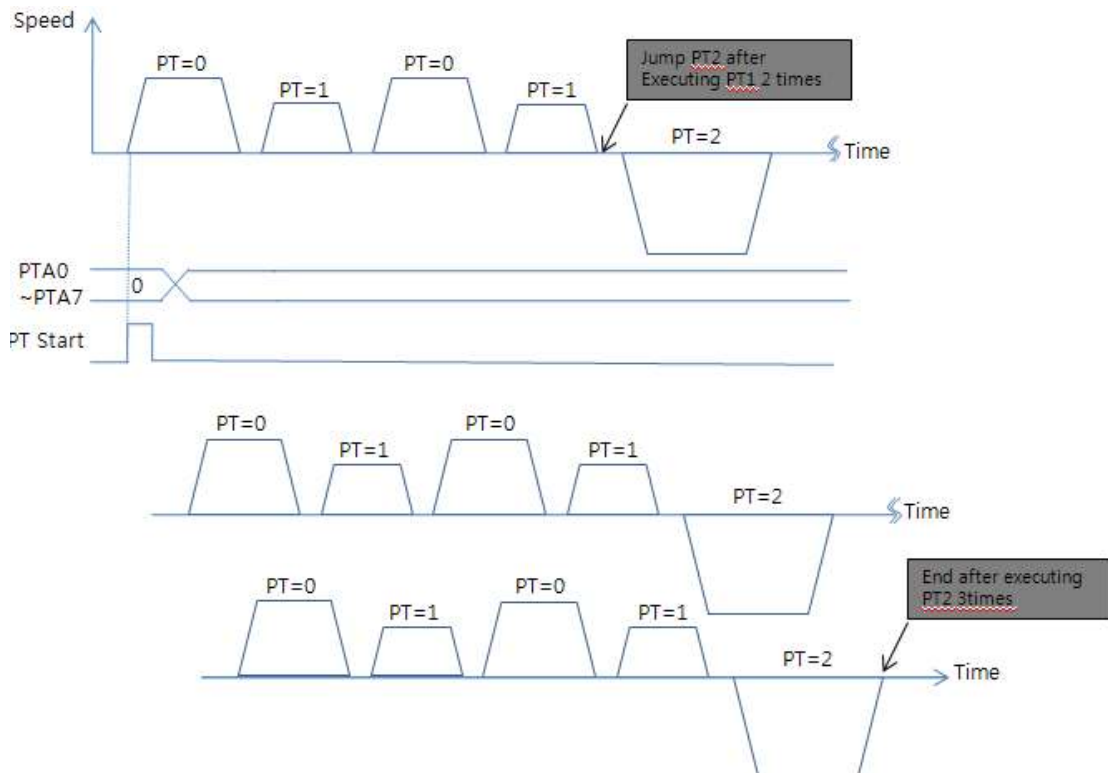 Speed
PT=0
PT=1
PT=0
PT=1
Jump PT2 after
Executing PT1 2 times
PT=2
Time
PTA0
~PTA7
0
PT Start
PT=0
PT=1
PT=0
PT=1
PT=2
Time
End after executing
PT2 3times
PT=0
PT=1
PT=0
PT=1
PT=2
Time